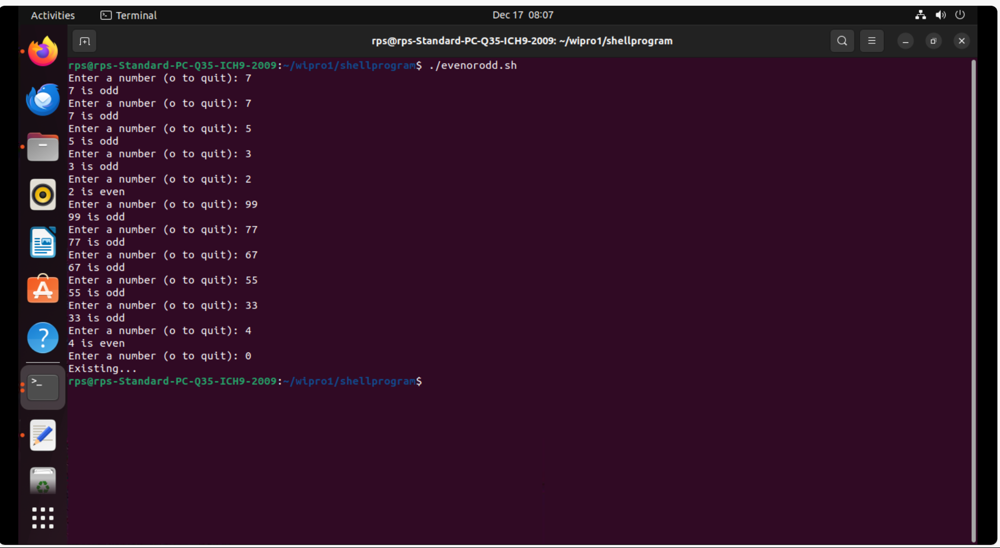 Activities Terminal Dec 17 08:07
rps@rps-Standard-PC-Q35-ICH9-2009: ~/wipro1/shellprogram
rps@rps-Standard-PC-Q35-ICH9-2009:~/wipro1/shellprogram$ ./evenorodd.sh
Enter a number (o to quit): 7
7 is odd
Enter a number (o to quit): 7
7 is odd
Enter a number (o to quit): 5
5 is odd
Enter a number (o to quit): 3
3 is odd
Enter a number (o to quit): 2
2 is even
Enter a number (o to quit): 99
99 is odd
Enter a number (o to quit): 77
77 is odd
Enter a number (o to quit): 67
67 is odd
Enter a number (o to quit): 55
55 is odd
Enter a number (o to quit): 33
33 is odd
Enter a number (o to quit): 4
4 is even
Enter a number (o to quit): 0
Existing...
rps@rps-Standard-PC-Q35-ICH9-2009:~/wipro1/shellprogram$